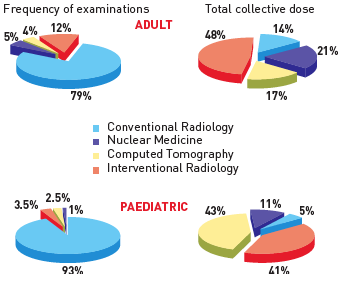 Frequency of examinations
Total collective dose
ADULT
5%
4%
12%
79%
48%
14%
21%
17%
Conventional Radiology
Nuclear Medicine
Computed Tomography
Interventional Radiology
PAEDIATRIC
3.5%
2.5%
1%
93%
43%
11%
5%
41%